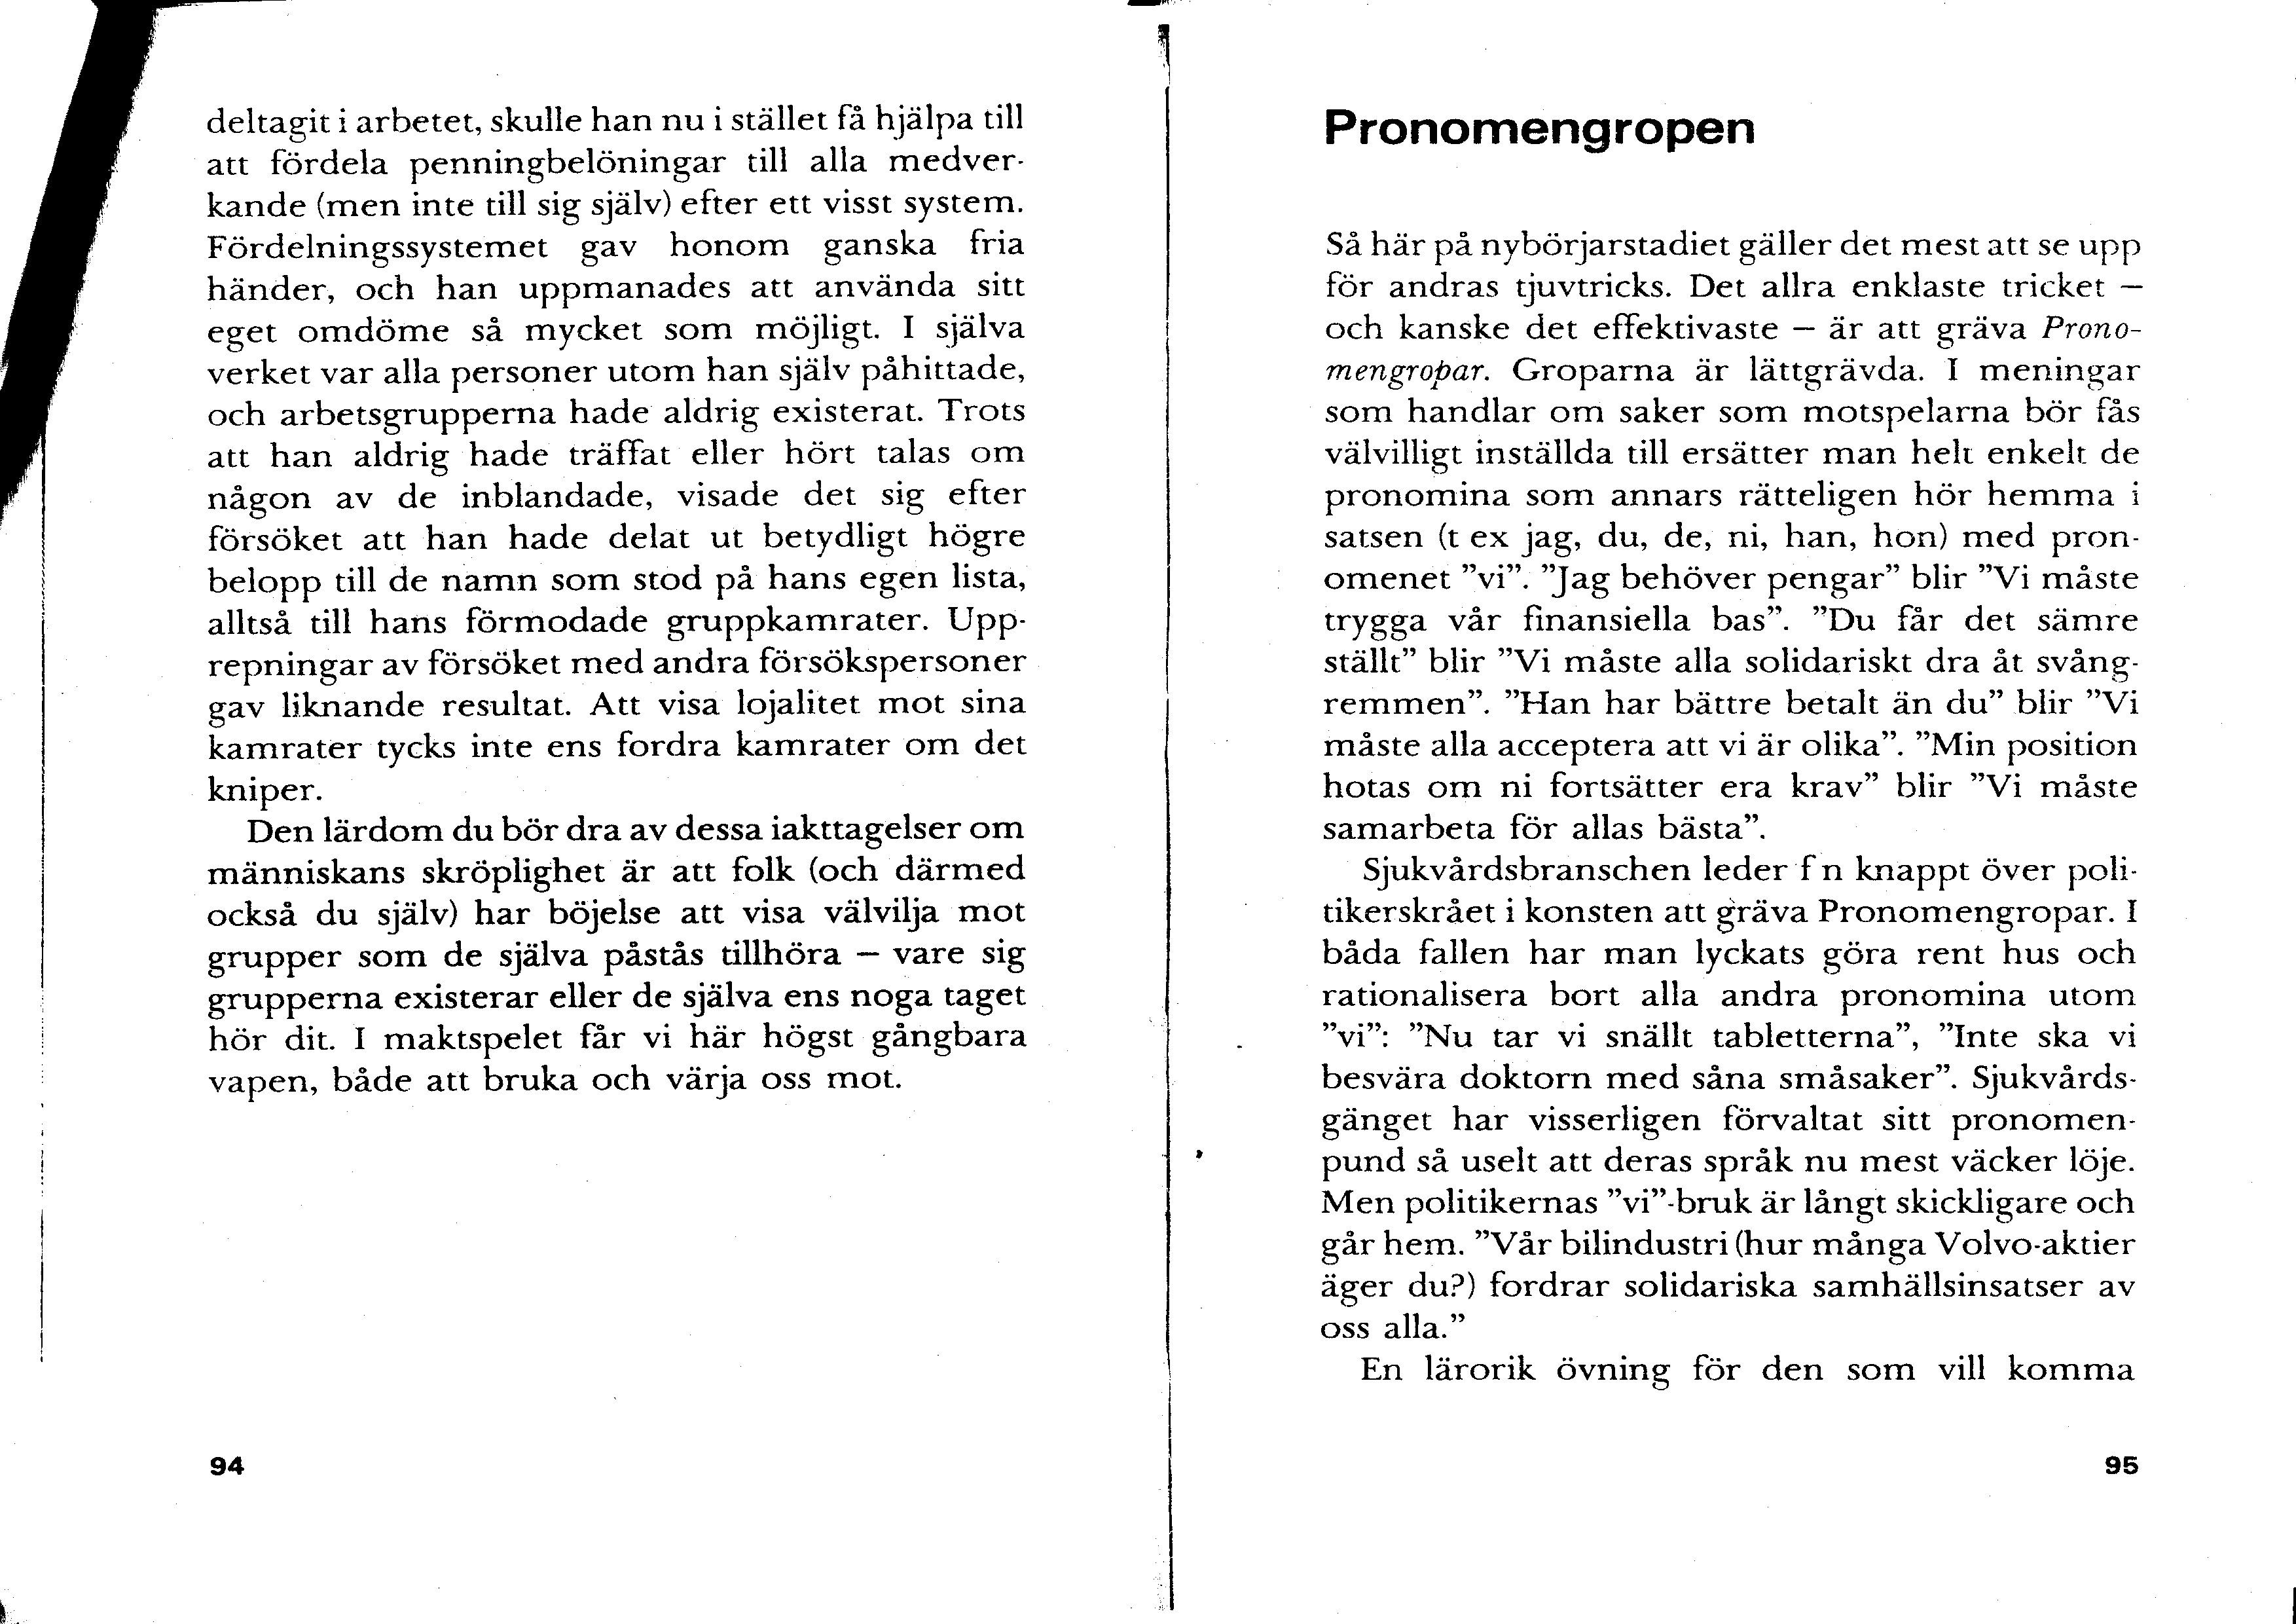 deltagit i arbetet, skulle han nu i stället få hjälpa till
att fördela penningbelöningar till alla medver-
kande (men inte till sig själv) efter ett visst system.
Fördelningssystemet gav honom ganska fria
händer, och han uppmanades att använda sitt
eget omdöme så mycket som möjligt. I själva
verket var alla personer utom han själv påhittade,
och arbetsgrupperna hade aldrig existerat. Trots
att han aldrig hade träffat eller hört talas om
någon av de inblandade, visade det sig efter
försöket att han hade delat ut betydligt högre
belopp till de namn som stod på hans egen lista,
alltså till hans förmodade gruppkamrater. Upp-
repningar av försöket med andra försökspersoner
gav liknande resultat. Att visa lojalitet mot sina
kamrater tycks inte ens fordra kamrater om det
kniper.
Den lärdom du bör dra av dessa iakttagelser om
människans skröplighet är att folk (och därmed
också du själv) har böjelse att visa välvilja mot
grupper som de själva påstås tillhöra – vare sig
grupperna existerar eller de själva ens noga taget
hör dit. I maktspelet får vi här högst gångbara
vapen, både att bruka och värja oss mot.
94
Pronomengropen
Så här på nybörjarstadiet gäller det mest att se upp
för andras tjuvtricks. Det allra enklaste tricket –
och kanske det effektivaste – är att gräva Prono-
mengropar. Groparna är lättgrävda. I meningar
som handlar om saker som motspelarna bör fås
välvilligt inställda till ersätter man helt enkelt de
pronomina som annars rätteligen hör hemma i
satsen (t ex jag, du, de, ni, han, hon) med pron-
omenet ”vi”. ”Jag behöver pengar” blir ”Vi måste
trygga vår finansiella bas”. ”Du får det sämre
ställt” blir ”Vi måste alla solidariskt dra åt svång-
remmen”. ”Han har bättre betalt än du” blir ”Vi
måste alla acceptera att vi är olika”. ”Min position
hotas om ni fortsätter era krav” blir ”Vi måste
samarbeta för allas bästa”.
Sjukvårdsbranschen leder f n knappt över poli-
tikerskrået i konsten att gräva Pronomengropar. I
båda fallen har man lyckats göra rent hus och
rationalisera bort alla andra pronomina utom
”vi”: ”Nu tar vi snällt tabletterna”, ”Inte ska vi
besvära doktorn med såna småsaker”. Sjukvårds-
gänget har visserligen förvaltat sitt pronomen-
pund så uselt att deras språk nu mest väcker löje.
Men politikernas ”vi”-bruk är långt skickligare och
går hem. ”Vår bilindustri (hur många Volvo-aktier
äger du?) fordrar solidariska samhällsinsatser av
oss alla.”
En lärorik övning för den som vill komma
95